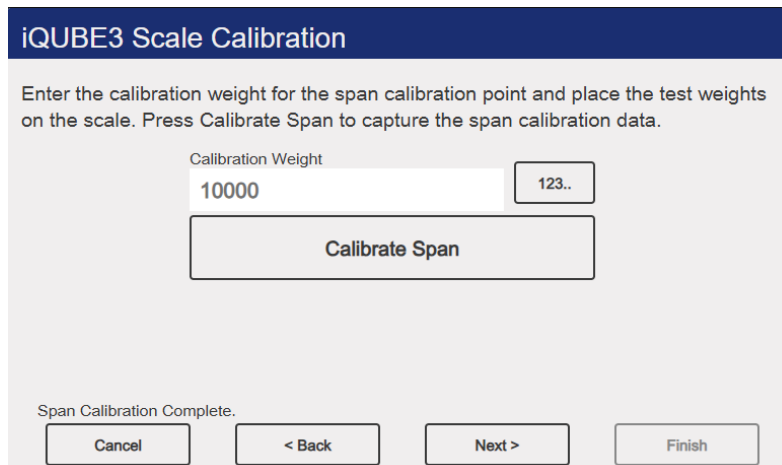 iQUBE3 Scale Calibration
Enter the calibration weight for the span calibration point and place the test weights
on the scale. Press Calibrate Span to capture the span calibration data.
Calibration Weight
10000
123..
Calibrate Span
Span Calibration Complete.
Cancel
< Back
Next >
Finish